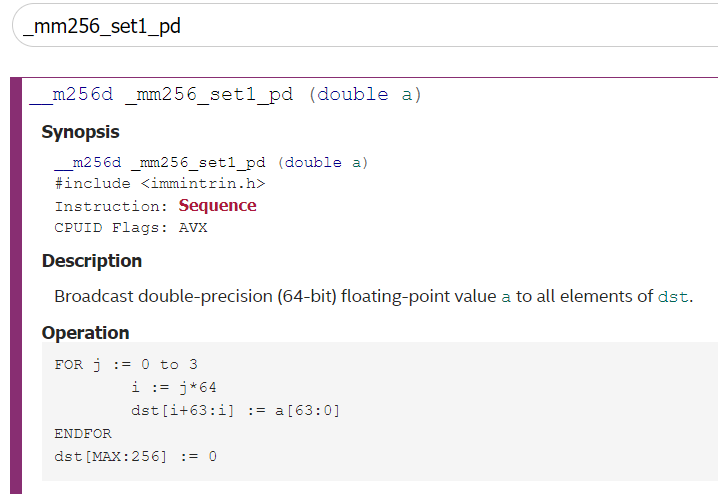 _mm256_set1_pd
__m256d _mm256_set1_pd (double a)
Synopsis
__m256d _mm256_set1_pd (double a)
#include <immintrin.h>
Instruction: Sequence
CPUID Flags: AVX
Description
Broadcast double-precision (64-bit) floating-point value a to all elements of dst.
Operation
FOR j := 0 to 3
i := j*64
dst[i+63:i] := a[63:0]
ENDFOR
dst[MAX:256] := 0